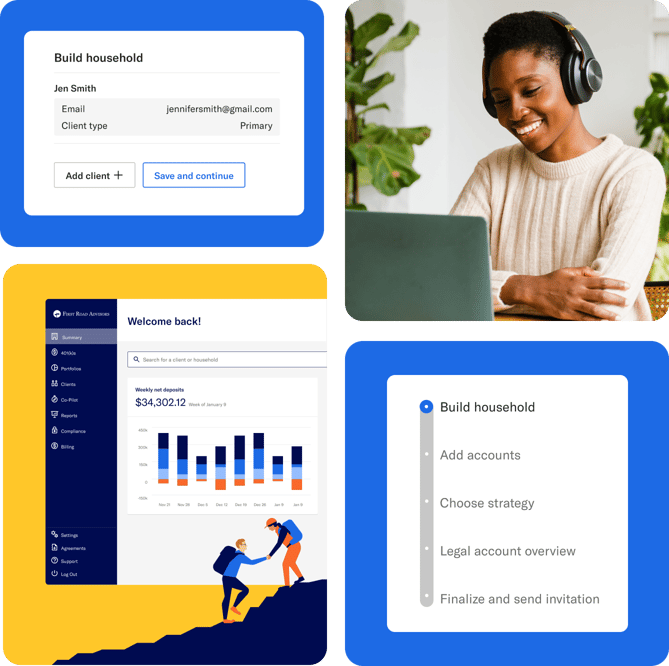 Build household
Jen Smith
Email jennifersmith@gmail.com
Client type Primary
Add client + Save and continue
FIRST ROAD ADVISORS
Welcome back!
Summary
401(k)s
Portfolios
Clients
Co-Pilot
Reports
Compliance
Billing
Settings
Agreements
Support
Log Out
Search for a client or household
Weekly net deposits
$34,302.12 Week of January 9
450k
150k
0
-150k
Nov 21 Nov 28 Dec 5 Dec 12 Dec 19 Dec 26 Jan 9
Build household
Add accounts
Choose strategy
Legal account overview
Finalize and send invitation